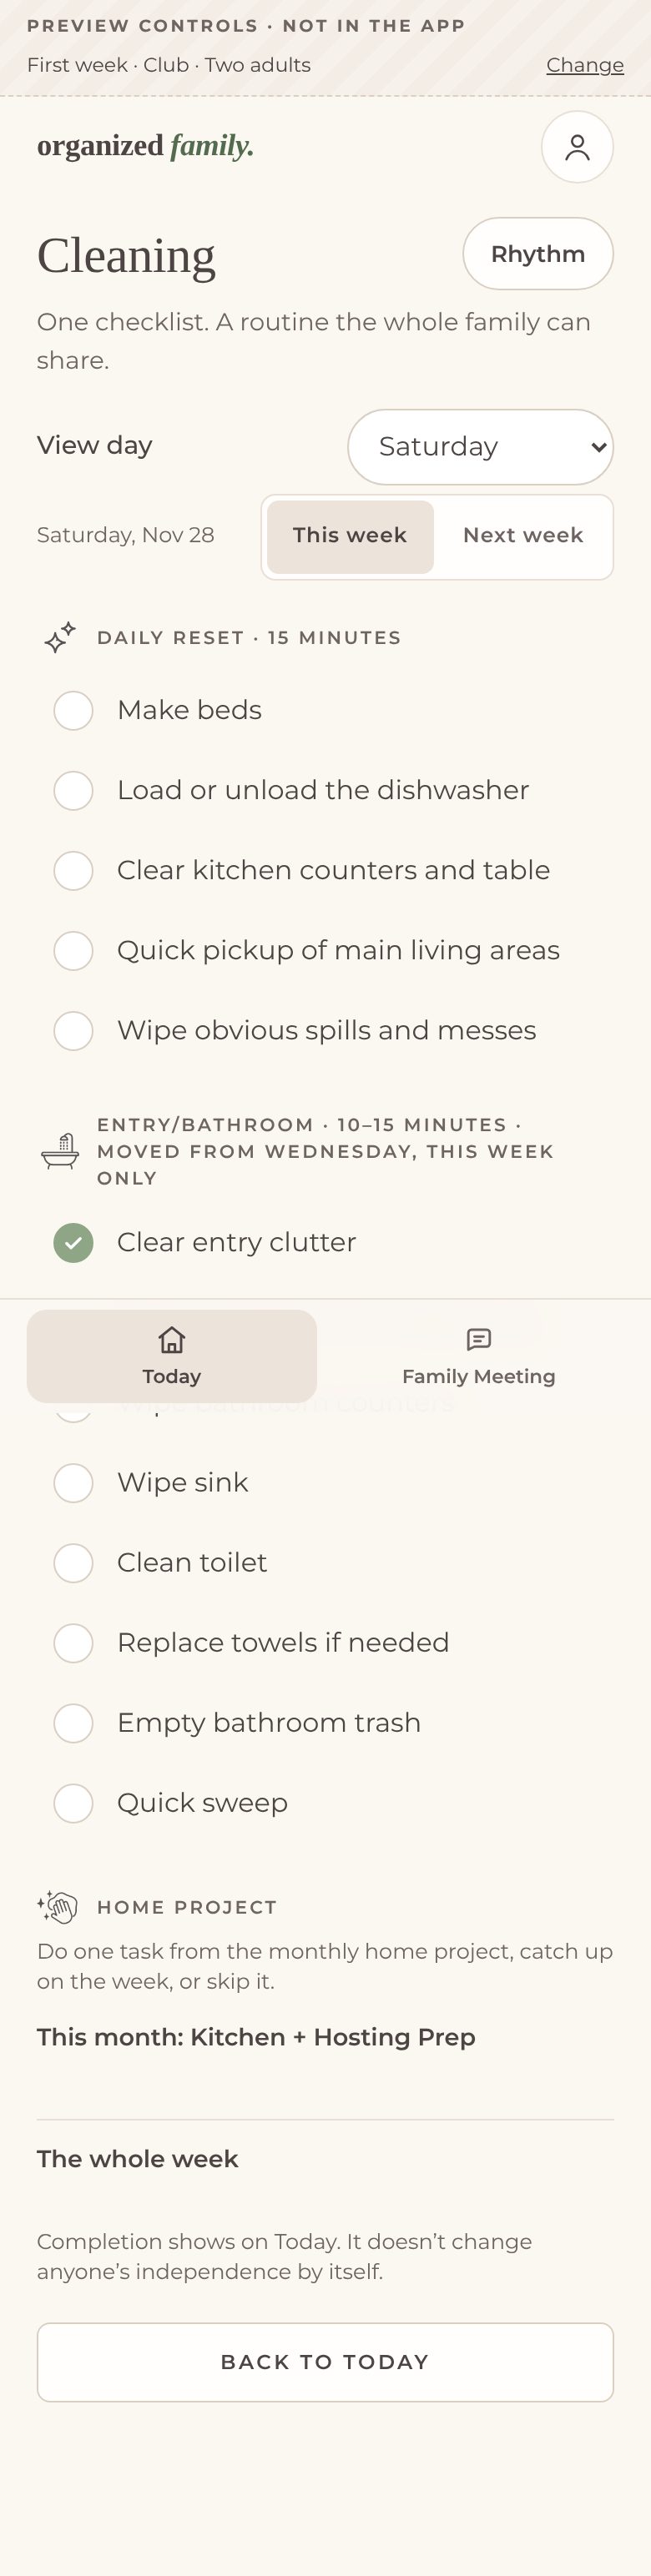 PREVIEW CONTROLS · NOT IN THE APP
First week · Club · Two adults
Change
organized family.
Cleaning
Rhythm
One checklist. A routine the whole family can
share.
View day
Saturday
Saturday, Nov 28
This week
Next week
DAILY RESET · 15 MINUTES
Make beds
Load or unload the dishwasher
Clear kitchen counters and table
Quick pickup of main living areas
Wipe obvious spills and messes
ENTRY/BATHROOM · 10–15 MINUTES ·
MOVED FROM WEDNESDAY, THIS WEEK
ONLY
Clear entry clutter
Today
Family Meeting
Wipe bathroom counters
Wipe sink
Clean toilet
Replace towels if needed
Empty bathroom trash
Quick sweep
HOME PROJECT
Do one task from the monthly home project, catch up
on the week, or skip it.
This month: Kitchen + Hosting Prep
The whole week
Completion shows on Today. It doesn’t change
anyone’s independence by itself.
BACK TO TODAY